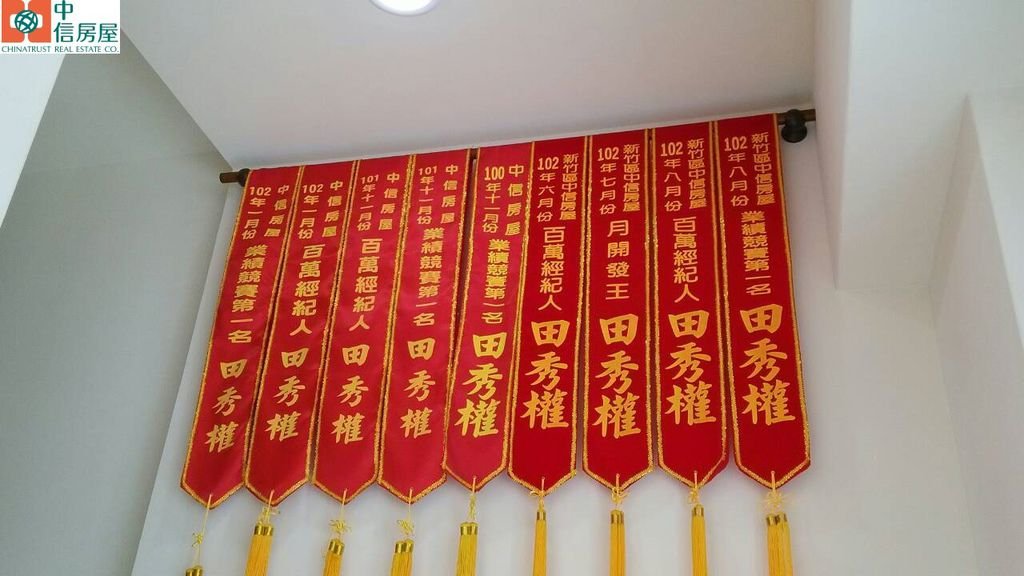 中信房屋
CHINATRUST REAL ESTATE CO.
中信房屋
102年一月份
業績競賽第一名
田秀權
中信房屋
102年一月份
百萬經紀人
田秀權
中信房屋
101年十一月份
百萬經紀人
田秀權
中信房屋
101年十一月份
業績競賽第一名
田秀權
中信房屋
100年十一月份
業績競賽第一名
田秀權
新竹區中信房屋
102年六月份
百萬經紀人
田秀權
新竹區中信房屋
102年七月份
月開發王
田秀權
新竹區中信房屋
102年八月份
百萬經紀人
田秀權
新竹區中信房屋
102年八月份
業績競賽第一名
田秀權